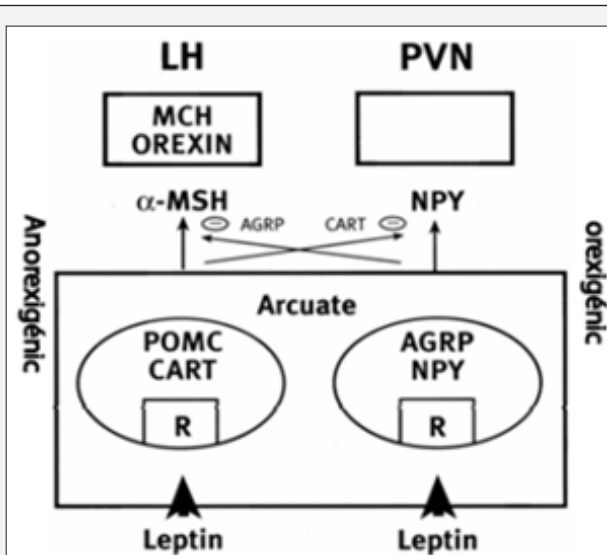 LH PVN
MCH
OREXIN
α-MSH NPY
⊖ AGRP CART ⊖
Anorexigénic
orexigénic
Arcuate
POMC AGRP
CART NPY
R R
Leptin Leptin